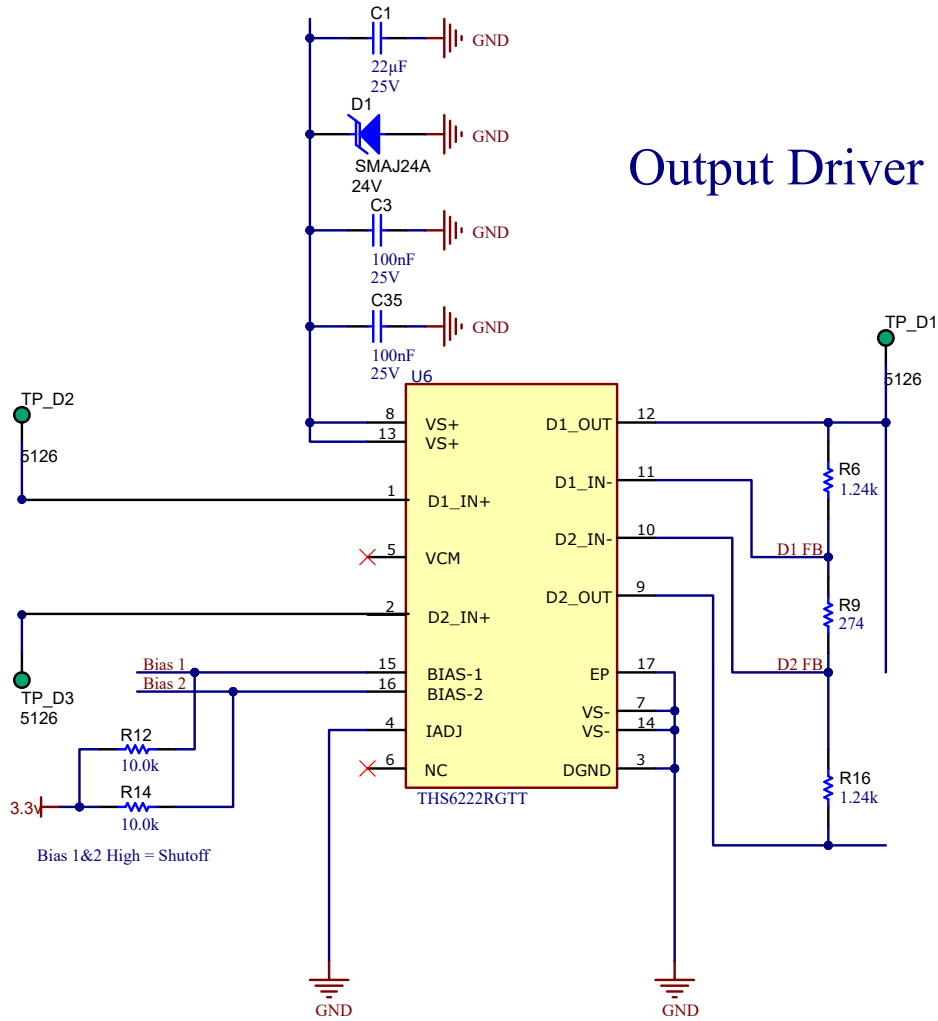 C1
GND
22µF
25V
D1
GND
SMAJ24A
24V
Output Driver
C3
GND
100nF
25V
C35
GND
100nF
25V
U6
TP_D1
5126
TP_D2
5126
8 VS+
13 VS+
D1_OUT 12
1 D1_IN+
D1_IN- 11
R6
1.24k
5 VCM
D2_IN- 10
D1 FB
2 D2_IN+
D2_OUT 9
R9
274
Bias 1
15 BIAS-1
EP 17
D2 FB
Bias 2
16 BIAS-2
TP_D3
5126
VS- 7
4 IADJ
VS- 14
R12
10.0k
6 NC
DGND 3
R16
1.24k
R14
3.3v
10.0k
THS6222RGTT
Bias 1&2 High = Shutoff
GND
GND